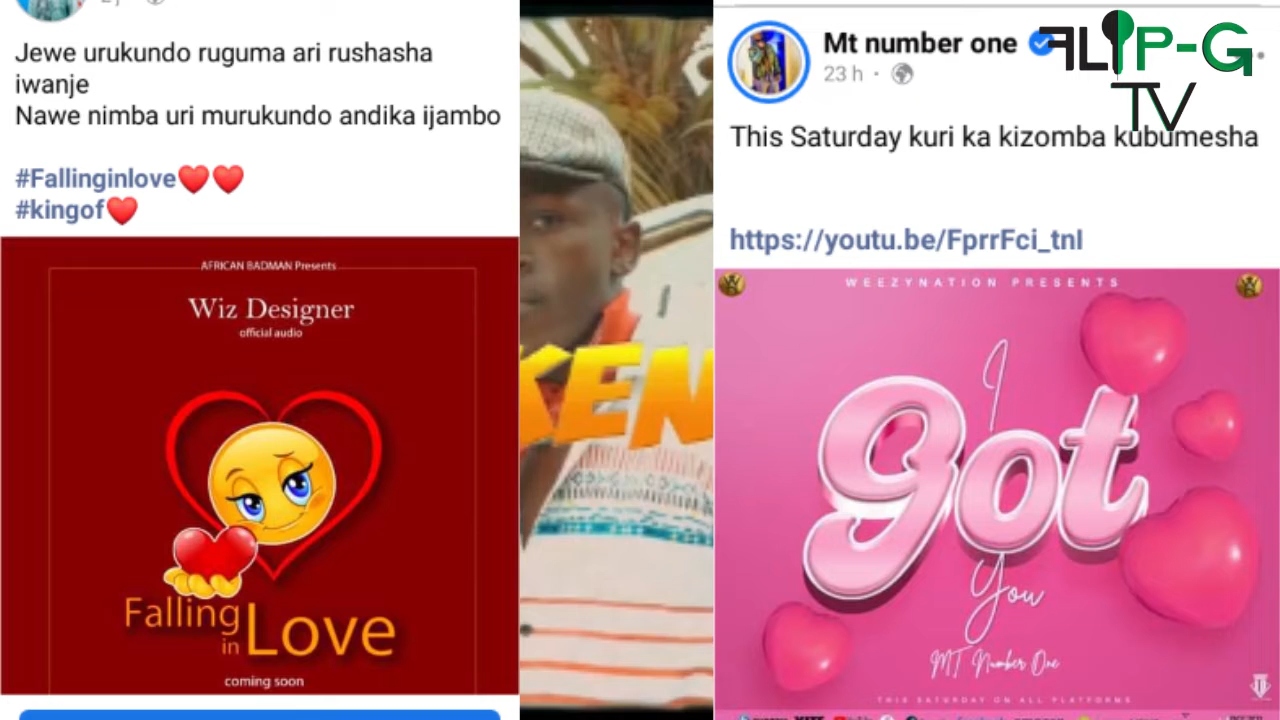 Jewe urukundo ruguma ari rushasha
iwanje
Nawe nimba uri murukundo andika ijambo
#Fallinginlove❤️❤️
#kingof❤️
AFRICAN BADMAN Presents
Wiz Designer
official audio
Falling
in Love
coming soon
KEN
Mt number one
23 h
FLIP-G
TV
This Saturday kuri ka kizomba kubumesha
https://youtu.be/FprrFci_tnI
WEEZYNATION PRESENTS
I
got
You
MT Number One
THIS SATURDAY ON ALL PLATFORMS